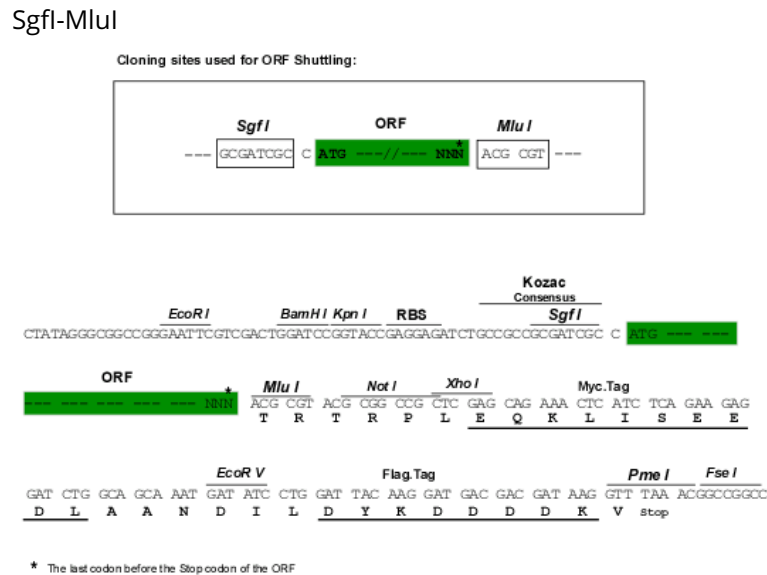 SgfI-MluI
Cloning sites used for ORF Shuttling:
Sgf I ORF Mlu I
*
--- GCGATCGC C ATG ---//--- NNN ACG CGT ---
Kozac
Consensus
EcoR I BamH I Kpn I RBS Sgf I
CTATAGGGCGGCCGGGAATTCGTCGACTGGATCCGGTACCGAGGAGATCTGCCGCCGCGATCGC C ATG --- ---
ORF
* Mlu I Not I Xho I Myc.Tag
--- --- --- --- --- --- NNN ACG CGT ACG CGG CCG CTC GAG CAG AAA CTC ATC TCA GAA GAG
T R T R P L E Q K L I S E E
EcoR V Flag.Tag Pme I Fse I
GAT CTG GCA GCA AAT GAT ATC CTG GAT TAC AAG GAT GAC GAC GAT AAG GTT TAA ACGGCCGGCC
D L A A N D I L D Y K D D D D K V Stop
* The last codon before the Stop codon of the ORF